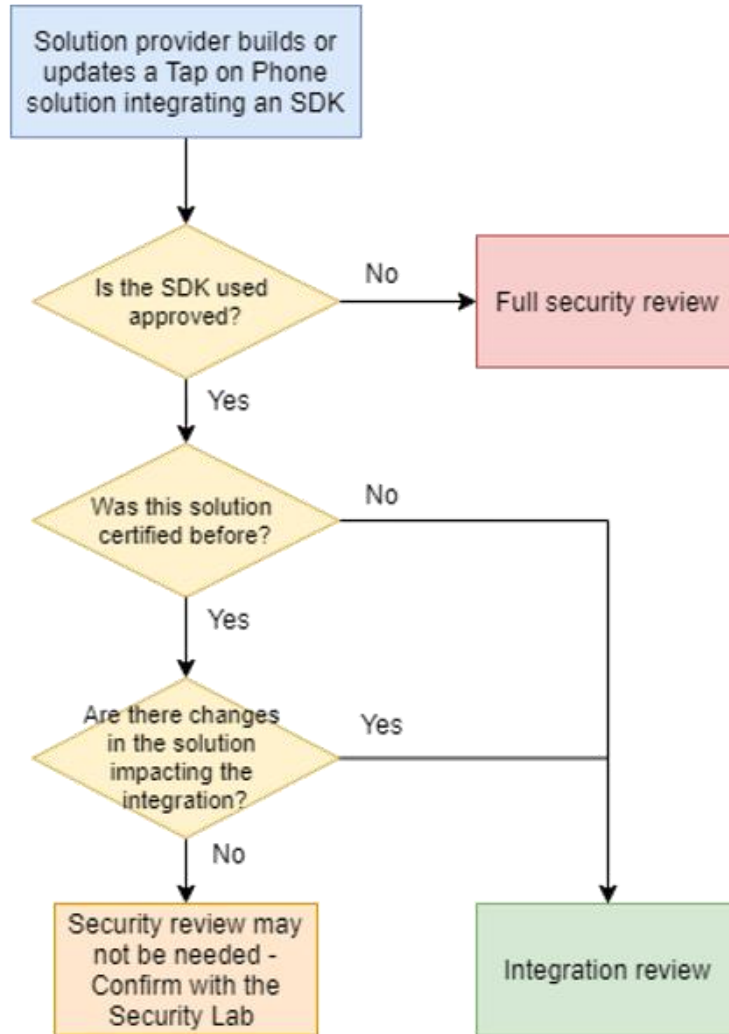 Solution provider builds or
updates a Tap on Phone
solution integrating an SDK
Is the SDK used
approved?
No
Full security review
Yes
Was this solution
certified before?
No
Yes
Are there changes
in the solution
impacting the
integration?
Yes
No
Security review may
not be needed -
Confirm with the
Security Lab
Integration review